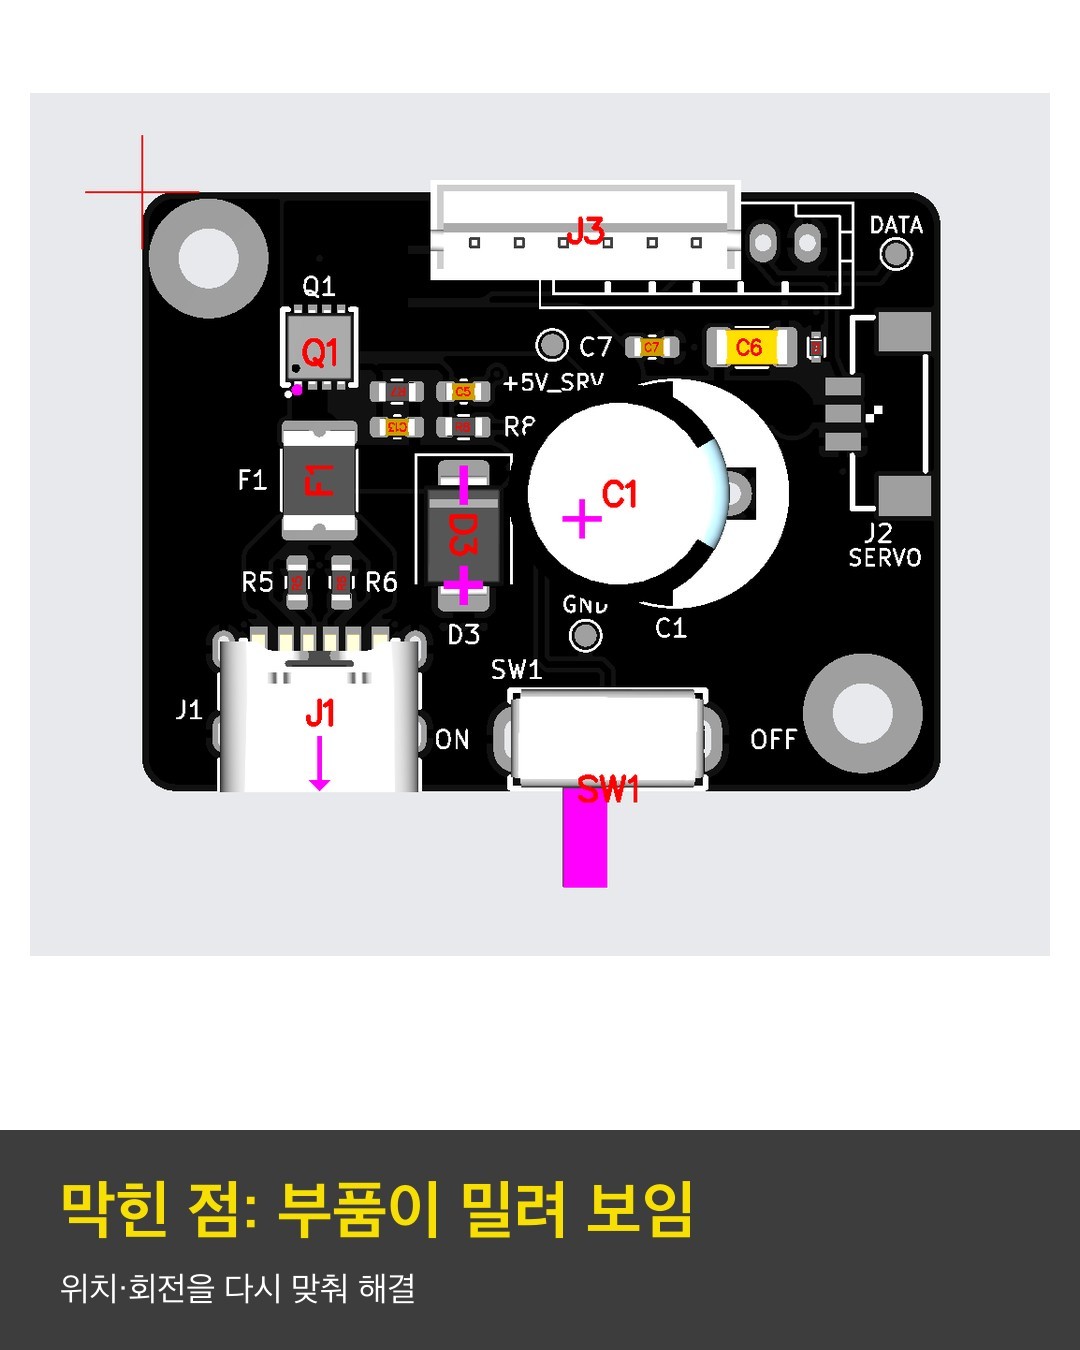 DATA
J3
Q1
Q1
C7
C7
C6
+5V_SRV
C5
R8
C13
F1
F1
D3
C1
J2
SERVO
R5
R6
GND
C1
D3
SW1
J1
J1
ON
OFF
SW1
막힌 점: 부품이 밀려 보임
위치·회전을 다시 맞춰 해결